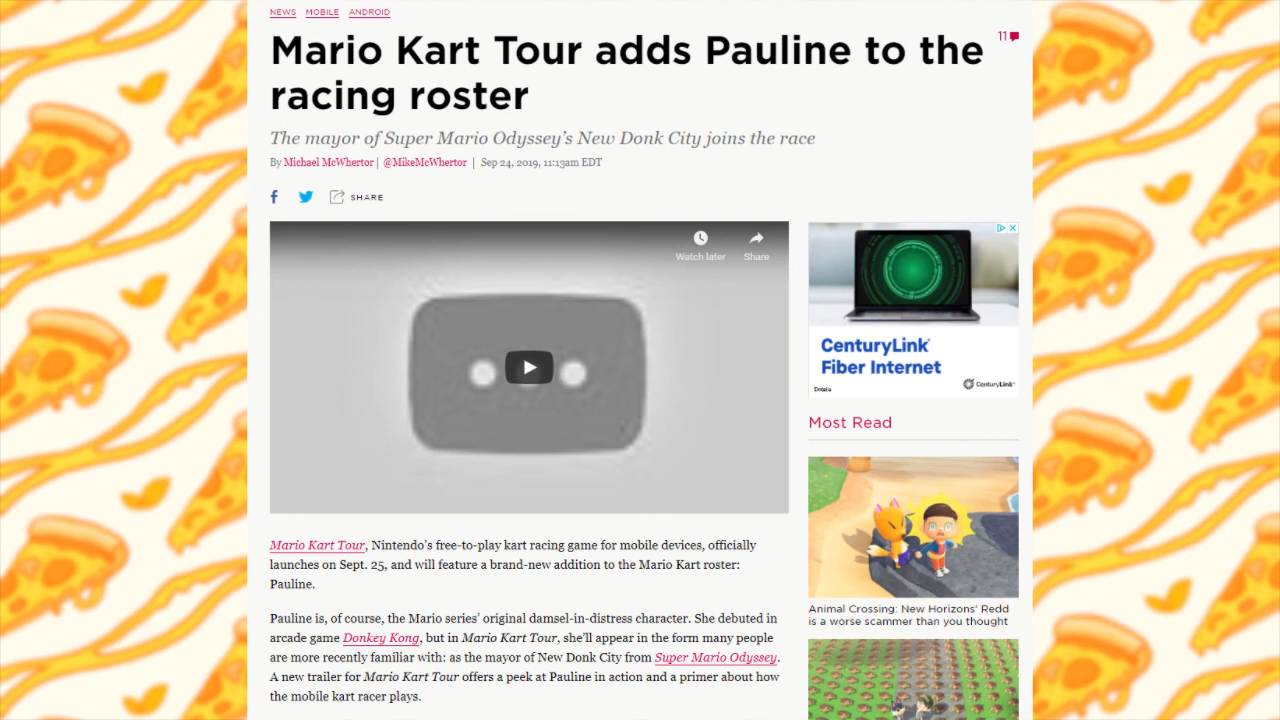 NEWS MOBILE ANDROID
Mario Kart Tour adds Pauline to the
racing roster
11
The mayor of Super Mario Odyssey's New Donk City joins the race
By Michael McWhertor | @MikeMcWhertor | Sep 24, 2019, 11:13am EDT
SHARE
Watch later Share
CenturyLink®
Fiber Internet
Details
CenturyLink™
Most Read
Mario Kart Tour, Nintendo's free-to-play kart racing game for mobile devices, officially
launches on Sept. 25, and will feature a brand-new addition to the Mario Kart roster:
Pauline.
Pauline is, of course, the Mario series' original damsel-in-distress character. She debuted in
arcade game Donkey Kong, but in Mario Kart Tour, she'll appear in the form many people
are more recently familiar with: as the mayor of New Donk City from Super Mario Odyssey.
A new trailer for Mario Kart Tour offers a peek at Pauline in action and a primer about how
the mobile kart racer plays.
Animal Crossing: New Horizons' Redd
is a worse scammer than you thought